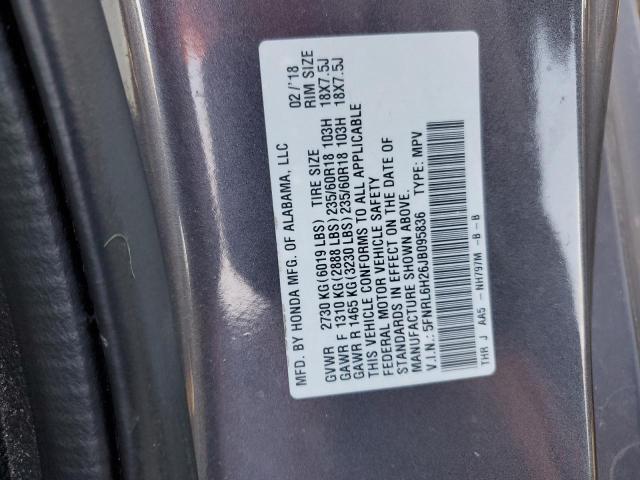 MFD. BY HONDA MFG. OF ALABAMA, LLC 02/'18
GVWR 2730 KG(6019 LBS) TIRE SIZE RIM SIZE
GAWR F 1310 KG(2888 LBS)235/60R18 103H 18X7.5J
GAWR R 1465 KG(3230 LBS)235/60R18 103H 18X7.5J
THIS VEHICLE CONFORMS TO ALL APPLICABLE
FEDERAL MOTOR VEHICLE SAFETY
STANDARDS IN EFFECT ON THE DATE OF
MANUFACTURE SHOWN ABOVE.
V.I.N.: 5FNRL6H26JB095836 TYPE: MPV
THR J AA5 - NH797M -B-B